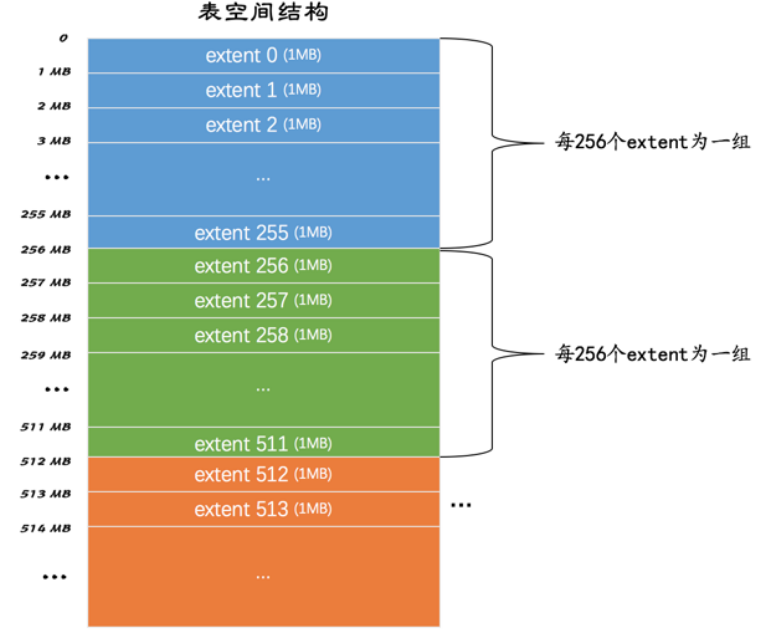 表空间结构
0
extent 0 (1MB)
1 MB
extent 1 (1MB)
2 MB
extent 2 (1MB)
3 MB
每256个extent为一组
...
...
255 MB
extent 255 (1MB)
256 MB
extent 256 (1MB)
257 MB
extent 257 (1MB)
258 MB
extent 258 (1MB)
259 MB
每256个extent为一组
...
...
511 MB
extent 511 (1MB)
512 MB
extent 512 (1MB)
513 MB
extent 513 (1MB)
...
514 MB
...
...